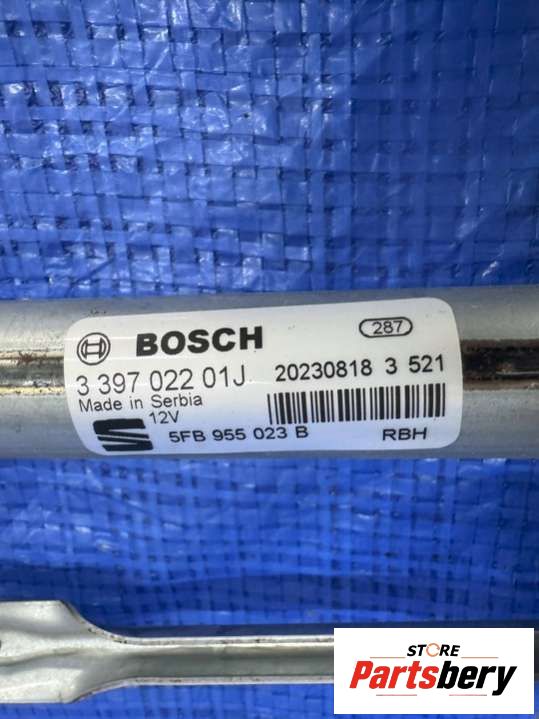 BOSCH
287
3 397 022 01J
20230818 3 521
Made in Serbia
12V
5FB 955 023 B
RBH
STORE
Partsbery